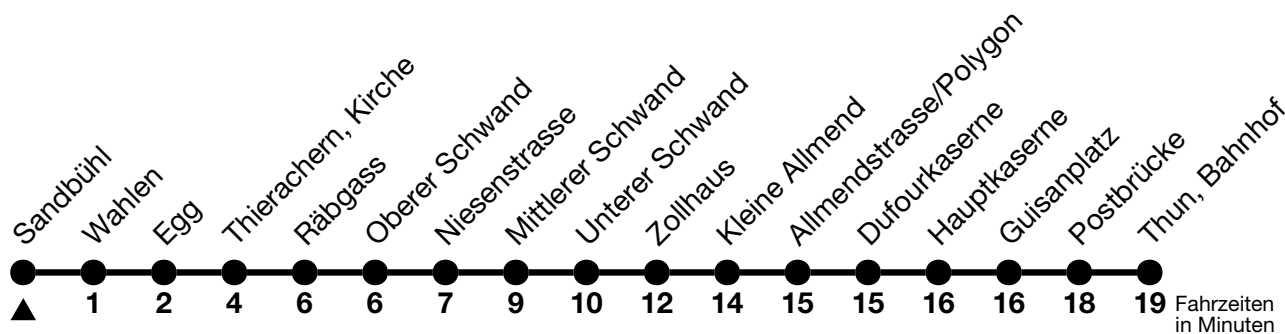 Sandbühl
Wahlen
Egg
Thierachern, Kirche
Räbgass
Oberer Schwand
Niesenstrasse
Mittlerer Schwand
Unterer Schwand
Zollhaus
Kleine Allmend
Allmendstrasse/Polygon
Dufourkaserne
Hauptkaserne
Guisanplatz
Postbrücke
Thun, Bahnhof
1 2 4 6 6 7 9 10 12 14 15 15 16 16 18 19 Fahrzeiten
in Minuten